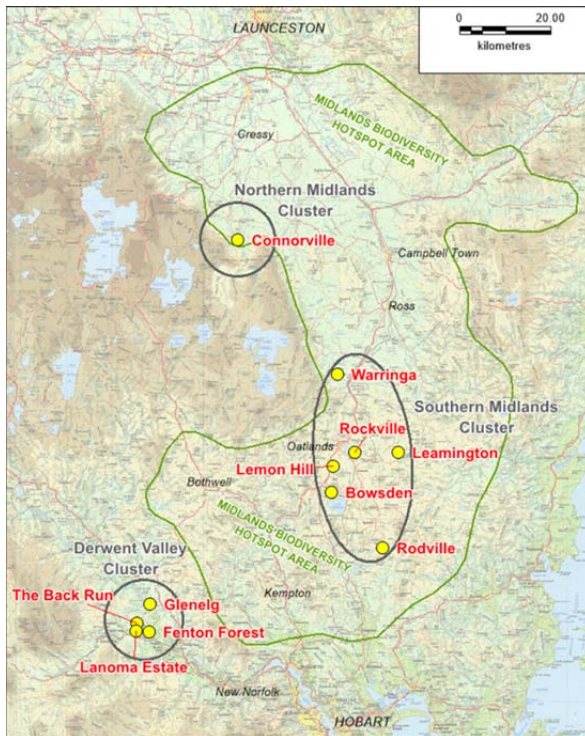 LAUNCESTON
0 20.00
kilometres
MIDLANDS BIODIVERSITY
HOTSPOT AREA
Cressy
Northern Midlands
Cluster
Connorville
Campbell Town
Ross
Warringa
Southern Midlands
Cluster
Rockville
Oatlands
Leamington
Lemon Hill
Bothwell
Bowsden
MIDLANDS BIODIVERSITY
HOTSPOT AREA
Rodville
Derwent Valley
Cluster
The Back Run
Glenelg
Kempton
Fenton Forest
Lanoma Estate
New Norfolk
HOBART